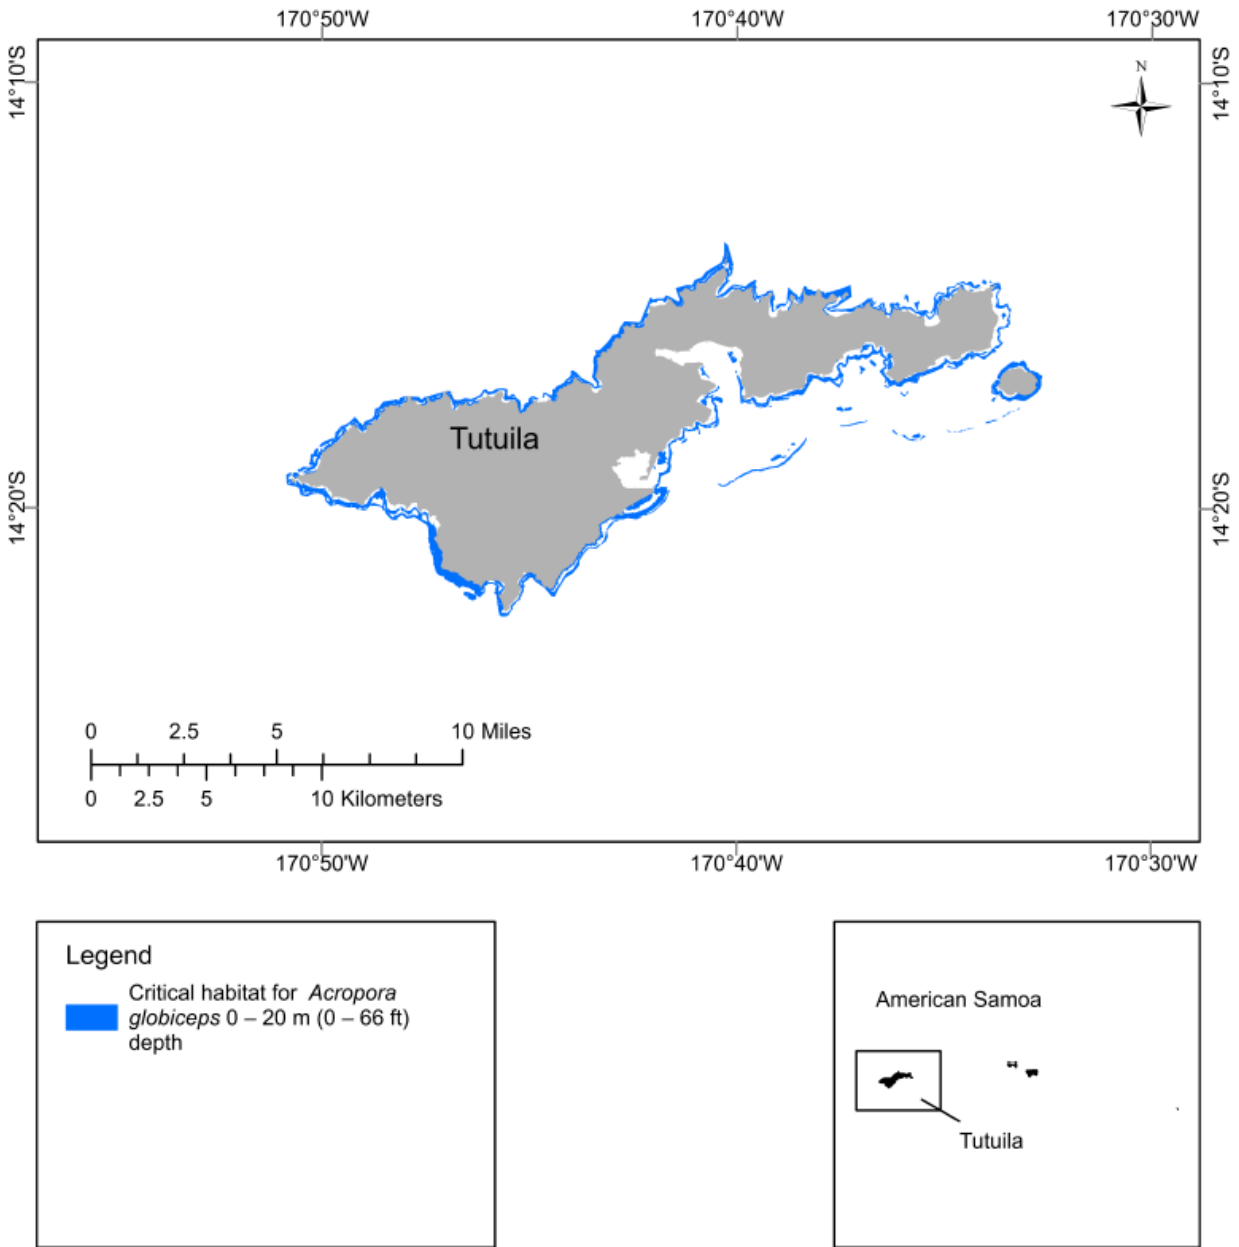 170°50'W 170°40'W 170°30'W
N
14°10'S 14°10'S
Tutuila
14°20'S 14°20'S
0 2.5 5 10 Miles
0 2.5 5 10 Kilometers
170°50'W 170°40'W 170°30'W
Legend
Critical habitat for Acropora
globiceps 0 – 20 m (0 – 66 ft)
depth
American Samoa
Tutuila